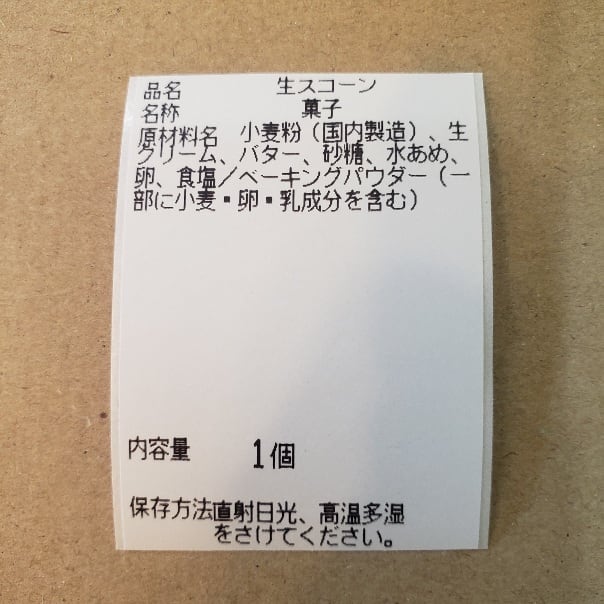 品名 生スコーン
名称 菓子
原材料名 小麦粉（国内製造）、生
クリーム、バター、砂糖、水あめ、
卵、食塩／ベーキングパウダー（一
部に小麦・卵・乳成分を含む）
内容量 1個
保存方法直射日光、高温多湿
をさけてください。